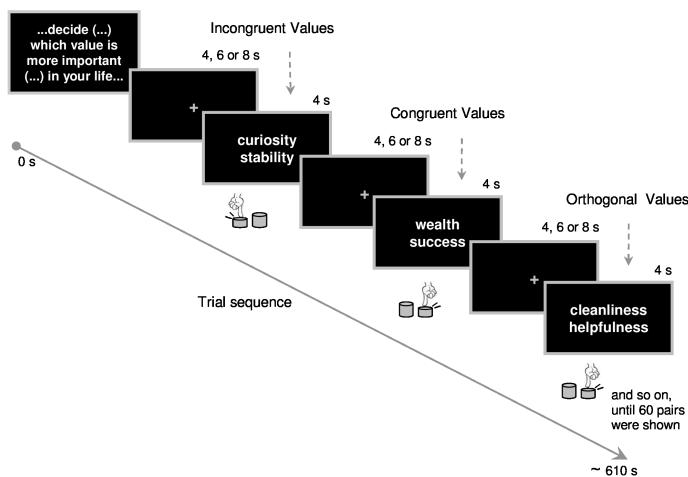 ...decide (...)
which value is
more important
(...) in your life...
Incongruent Values
4, 6 or 8 s
+
4 s
curiosity
stability
Congruent Values
4, 6 or 8 s
+
4 s
wealth
success
Orthogonal Values
4, 6 or 8 s
+
4 s
cleanliness
helpfulness
0 s
Trial sequence
and so on,
until 60 pairs
were shown
~ 610 s